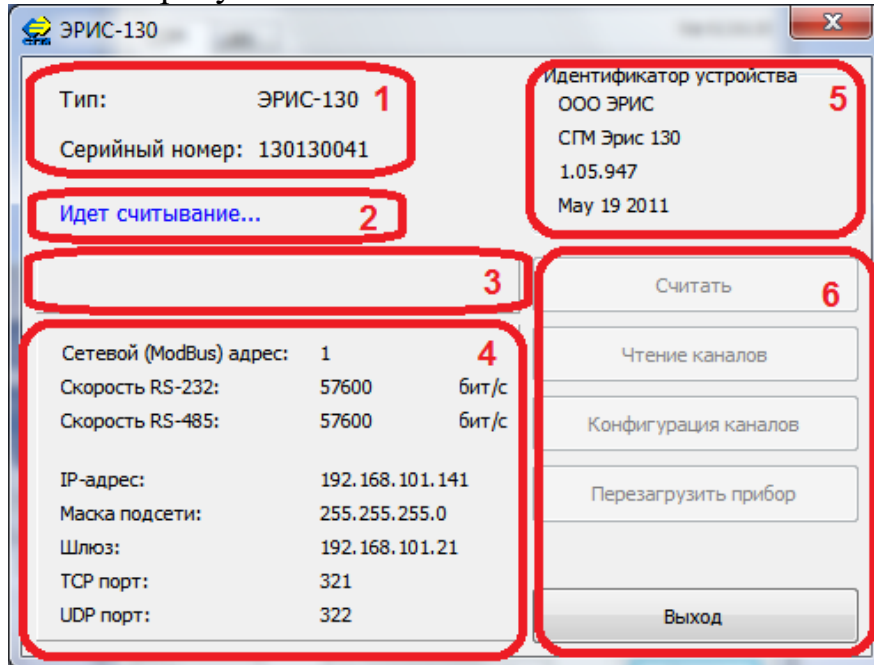 ЭРИС-130
Тип: ЭРИС-130 1
Серийный номер: 130130041
Идет считывание... 2
3
Сетевой (ModBus) адрес: 1 4
Скорость RS-232: 57600 бит/с
Скорость RS-485: 57600 бит/с
IP-адрес: 192.168.101.141
Маска подсети: 255.255.255.0
Шлюз: 192.168.101.21
TCP порт: 321
UDP порт: 322
Идентификатор устройства
ООО ЭРИС 5
СГМ Эрис 130
1.05.947
May 19 2011
Считать 6
Чтение каналов
Конфигурация каналов
Перезагрузить прибор
Выход